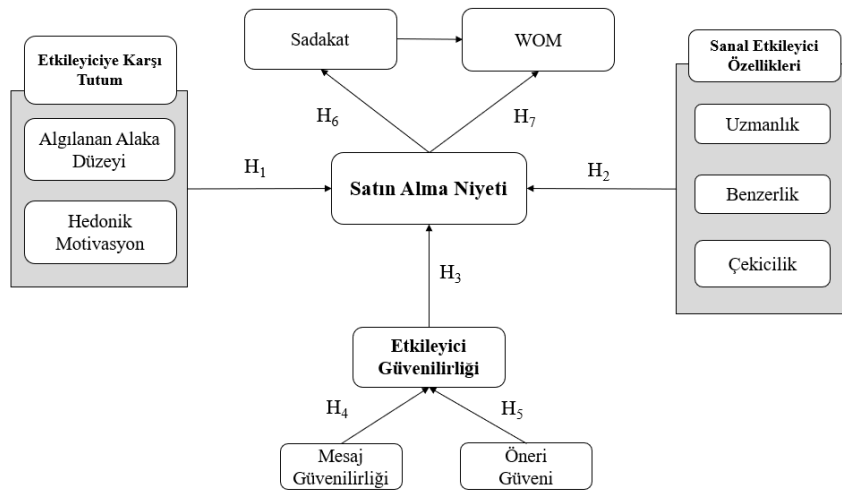 Sadakat
WOM
Etkileyiciye Karşı
Tutum
Sanal Etkileyici
Özellikleri
Algılanan Alaka
Düzeyi
Hedonik
Motivasyon
H6
H7
Uzmanlık
Benzerlik
Çekicilik
H1
Satın Alma Niyeti
H2
H3
Etkileyici
Güvenilirliği
H4
H5
Mesaj
Güvenilirliği
Öneri
Güveni